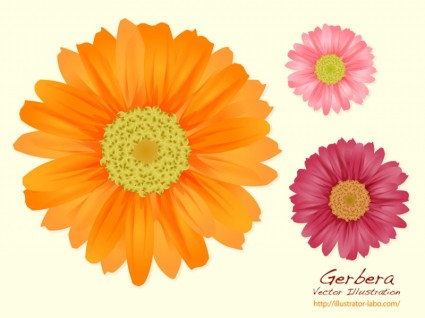 Gerbera
Vector Illustration
http://illustrator-labo.com/